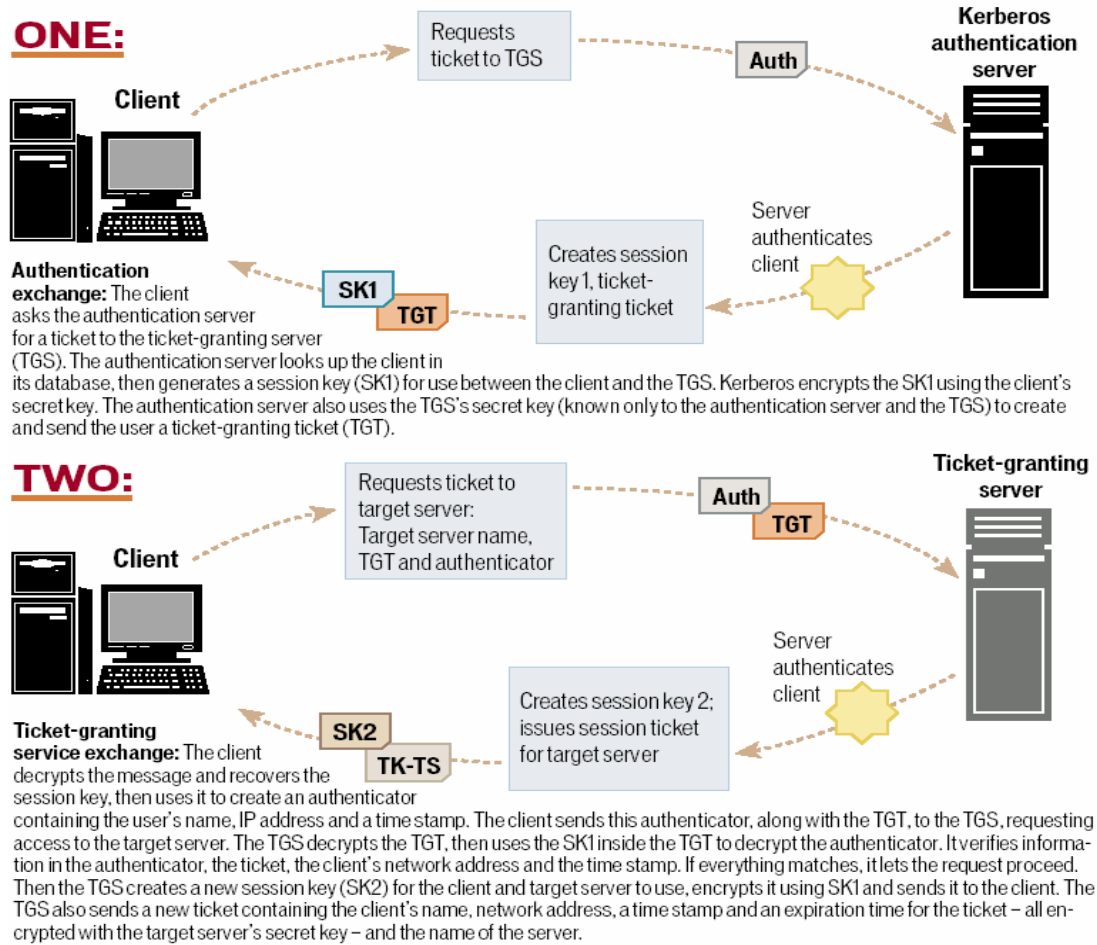 ONE:
Requests
ticket to TGS
Auth
Kerberos
authentication
server
Client
Server
authenticates
client
Creates session
key 1, ticket-
granting ticket
SK1
TGT
Authentication
exchange: The client
asks the authentication server
for a ticket to the ticket-granting server
(TGS). The authentication server looks up the client in
its database, then generates a session key (SK1) for use between the client and the TGS. Kerberos encrypts the SK1 using the client's
secret key. The authentication server also uses the TGS's secret key (known only to the authentication server and the TGS) to create
and send the user a ticket-granting ticket (TGT).
TWO:
Requests ticket to
target server:
Target server name,
TGT and authenticator
Auth
TGT
Ticket-granting
server
Client
Server
authenticates
client
Creates session key 2;
issues session ticket
for target server
SK2
TK-TS
Ticket-granting
service exchange: The client
decrypts the message and recovers the
session key, then uses it to create an authenticator
containing the user's name, IP address and a time stamp. The client sends this authenticator, along with the TGT, to the TGS, requesting
access to the target server. The TGS decrypts the TGT, then uses the SK1 inside the TGT to decrypt the authenticator. It verifies informa-
tion in the authenticator, the ticket, the client's network address and the time stamp. If everything matches, it lets the request proceed.
Then the TGS creates a new session key (SK2) for the client and target server to use, encrypts it using SK1 and sends it to the client. The
TGS also sends a new ticket containing the client's name, network address, a time stamp and an expiration time for the ticket – all en-
crypted with the target server's secret key – and the name of the server.